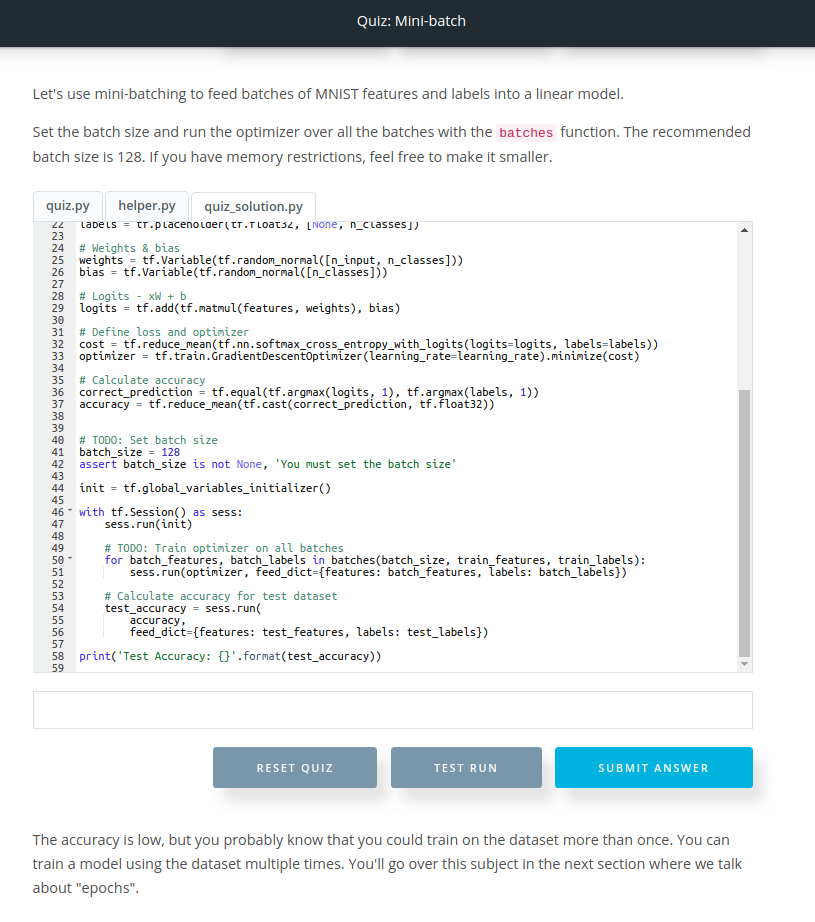 Quiz: Mini-batch
Let's use mini-batching to feed batches of MNIST features and labels into a linear model.
Set the batch size and run the optimizer over all the batches with the batches function. The recommended
batch size is 128. If you have memory restrictions, feel free to make it smaller.
quiz.py helper.py quiz_solution.py
22 labels = tf.placeholder(tf.float32, [None, n_classes])
23
24 # Weights & bias
25 weights = tf.Variable(tf.random_normal([n_input, n_classes]))
26 bias = tf.Variable(tf.random_normal([n_classes]))
27
28 # Logits - xW + b
29 logits = tf.add(tf.matmul(features, weights), bias)
30
31 # Define loss and optimizer
32 cost = tf.reduce_mean(tf.nn.softmax_cross_entropy_with_logits(logits=logits, labels=labels))
33 optimizer = tf.train.GradientDescentOptimizer(learning_rate=learning_rate).minimize(cost)
34
35 # Calculate accuracy
36 correct_prediction = tf.equal(tf.argmax(logits, 1), tf.argmax(labels, 1))
37 accuracy = tf.reduce_mean(tf.cast(correct_prediction, tf.float32))
38
39
40 # TODO: Set batch size
41 batch_size = 128
42 assert batch_size is not None, 'You must set the batch size'
43
44 init = tf.global_variables_initializer()
45
46 with tf.Session() as sess:
47     sess.run(init)
48
49     # TODO: Train optimizer on all batches
50     for batch_features, batch_labels in batches(batch_size, train_features, train_labels):
51         sess.run(optimizer, feed_dict={features: batch_features, labels: batch_labels})
52
53     # Calculate accuracy for test dataset
54     test_accuracy = sess.run(
55         accuracy,
56         feed_dict={features: test_features, labels: test_labels})
57
58 print('Test Accuracy: {}'.format(test_accuracy))
59
RESET QUIZ TEST RUN SUBMIT ANSWER
The accuracy is low, but you probably know that you could train on the dataset more than once. You can
train a model using the dataset multiple times. You'll go over this subject in the next section where we talk
about "epochs".